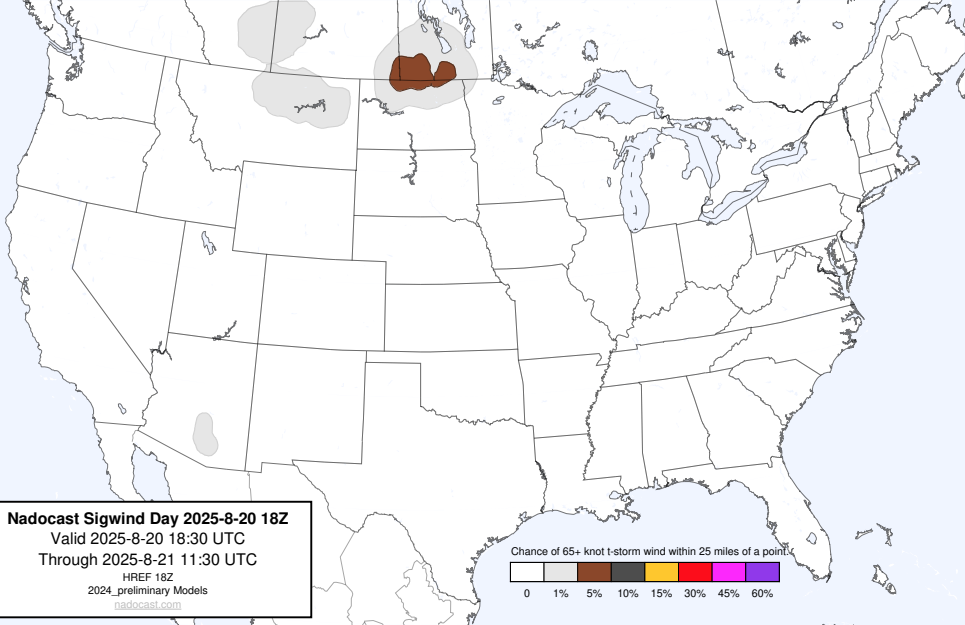 Nadocast Sigwind Day 2025-8-20 18Z
Valid 2025-8-20 18:30 UTC
Through 2025-8-21 11:30 UTC
HREF 18Z
2024_preliminary Models
nadocast.com
Chance of 65+ knot t-storm wind within 25 miles of a point.
0 1% 5% 10% 15% 30% 45% 60%